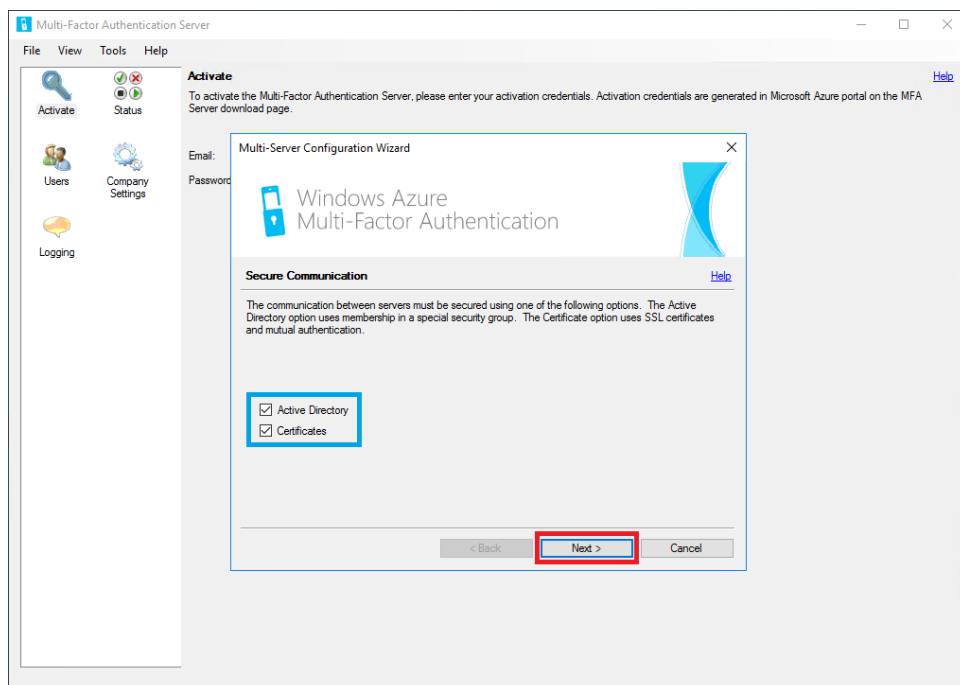 Multi-Factor Authentication Server
File View Tools Help
Activate
Status
Users
Company
Settings
Logging
Activate
Help
To activate the Multi-Factor Authentication Server, please enter your activation credentials. Activation credentials are generated in Microsoft Azure portal on the MFA
Server download page.
Email:
Password
Multi-Server Configuration Wizard
Windows Azure
Multi-Factor Authentication
Secure Communication
Help
The communication between servers must be secured using one of the following options. The Active
Directory option uses membership in a special security group. The Certificate option uses SSL certificates
and mutual authentication.
Active Directory
Certificates
< Back
Next >
Cancel